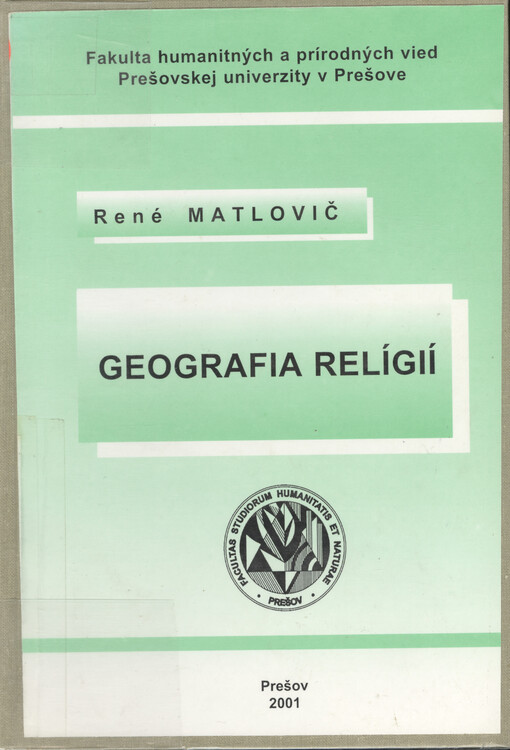 Fakulta humanitných a prírodných vied
Prešovskej univerzity v Prešove
René MATLOVIČ
GEOGRAFIA RELÍGIÍ
FACULTAS STUDIORUM HUMANITATIS ET NATURAE
• PREŠOV •
Prešov
2001